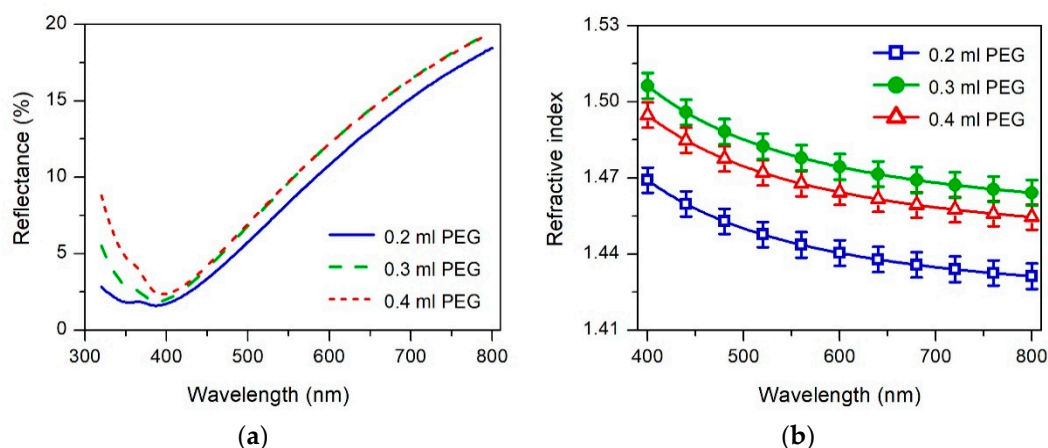 20
15
10
5
0
300 400 500 600 700 800
Reflectance (%)
Wavelength (nm)
0.2 ml PEG
0.3 ml PEG
0.4 ml PEG
(a)
1.53
1.50
1.47
1.44
1.41
400 500 600 700 800
Refractive index
Wavelength (nm)
0.2 ml PEG
0.3 ml PEG
0.4 ml PEG
(b)